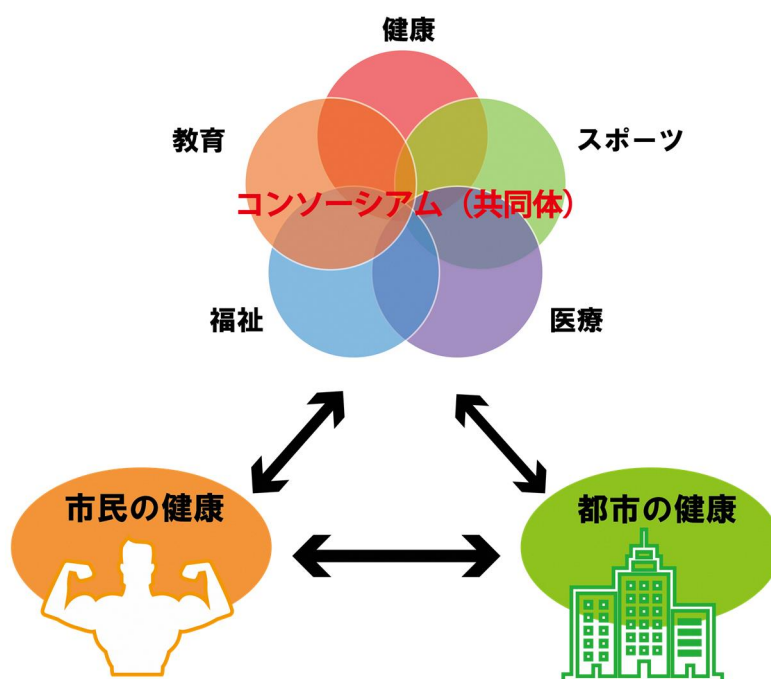 健康
教育
スポーツ
コンソーシアム（共同体）
福祉
医療
市民の健康
都市の健康